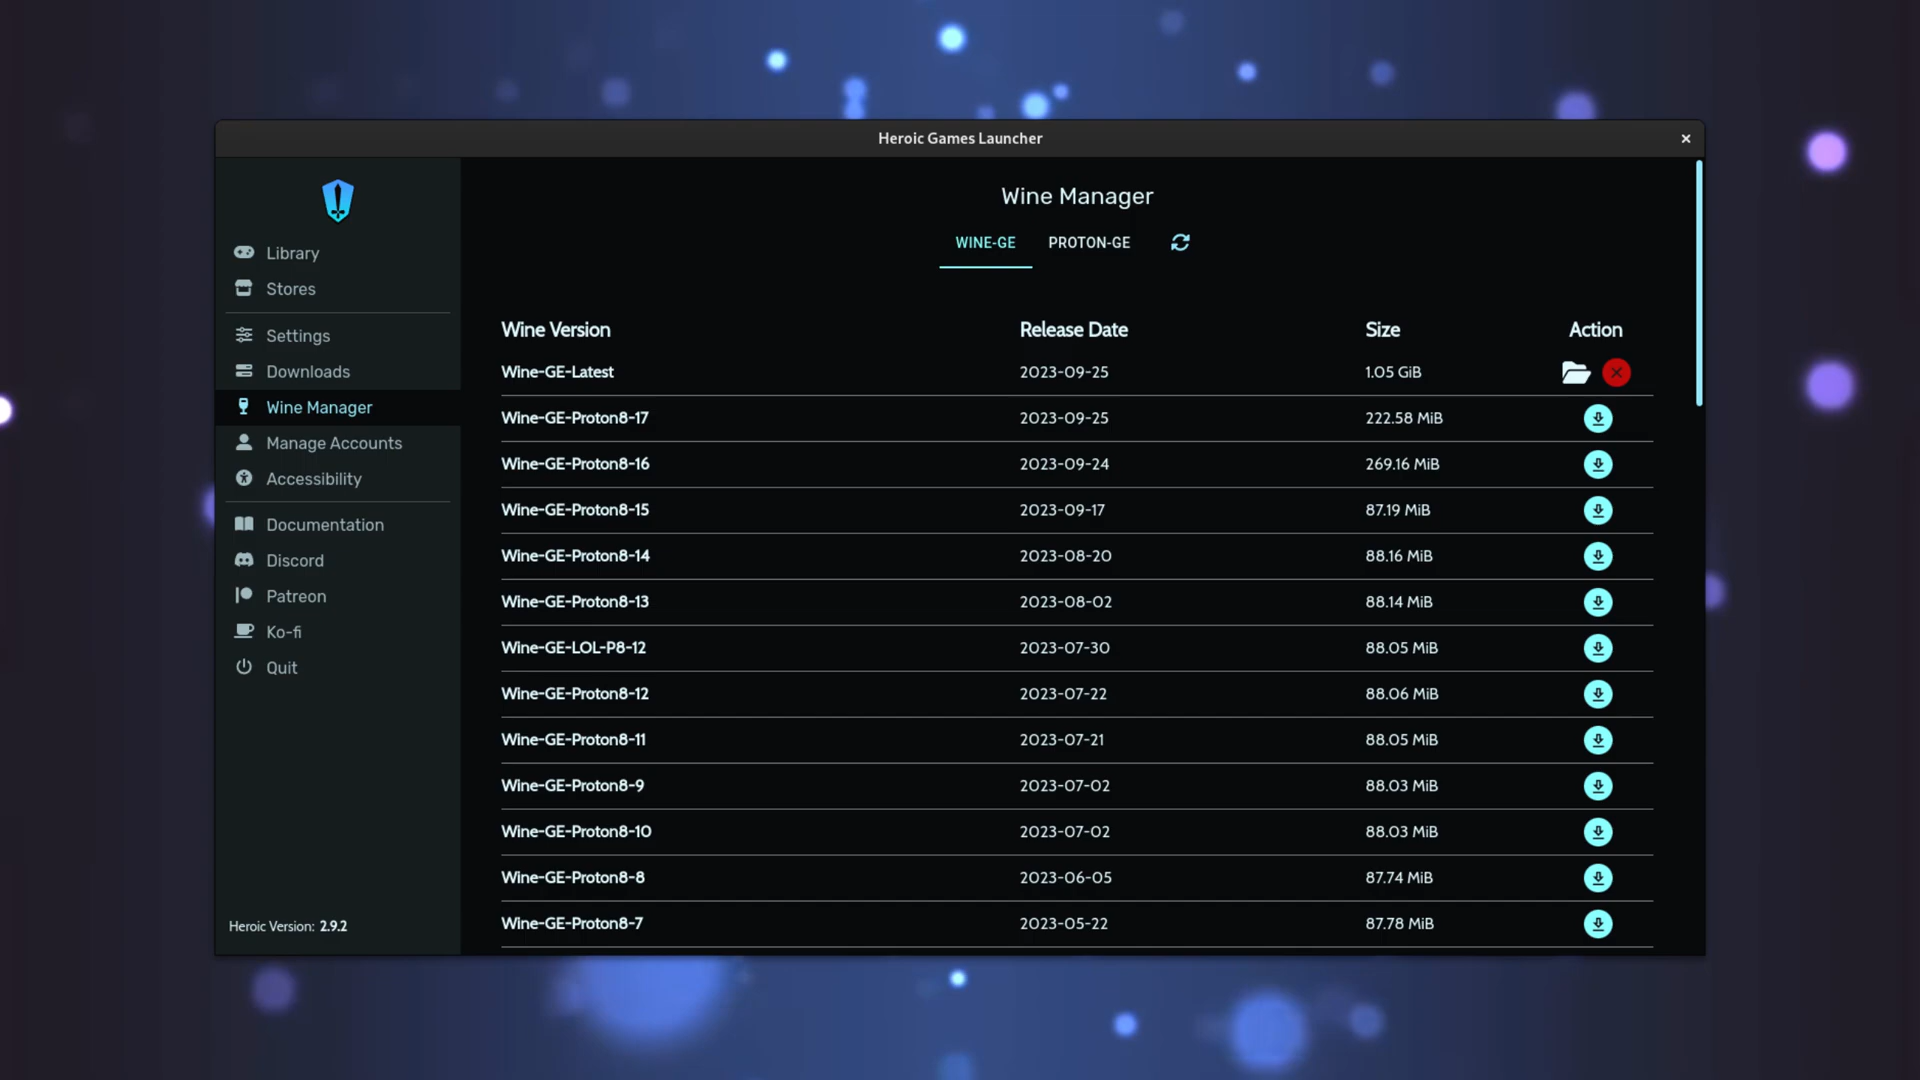 Heroic Games Launcher
Library
Stores
Settings
Downloads
Wine Manager
Manage Accounts
Accessibility
Documentation
Discord
Patreon
Ko-fi
Quit
Heroic Version: 2.9.2
Wine Manager
WINE-GE PROTON-GE
Wine Version Release Date Size Action
Wine-GE-Latest 2023-09-25 1.05 GiB
Wine-GE-Proton8-17 2023-09-25 222.58 MiB
Wine-GE-Proton8-16 2023-09-24 269.16 MiB
Wine-GE-Proton8-15 2023-09-17 87.19 MiB
Wine-GE-Proton8-14 2023-08-20 88.16 MiB
Wine-GE-Proton8-13 2023-08-02 88.14 MiB
Wine-GE-LOL-P8-12 2023-07-30 88.05 MiB
Wine-GE-Proton8-12 2023-07-22 88.06 MiB
Wine-GE-Proton8-11 2023-07-21 88.05 MiB
Wine-GE-Proton8-9 2023-07-02 88.03 MiB
Wine-GE-Proton8-10 2023-07-02 88.03 MiB
Wine-GE-Proton8-8 2023-06-05 87.74 MiB
Wine-GE-Proton8-7 2023-05-22 87.78 MiB